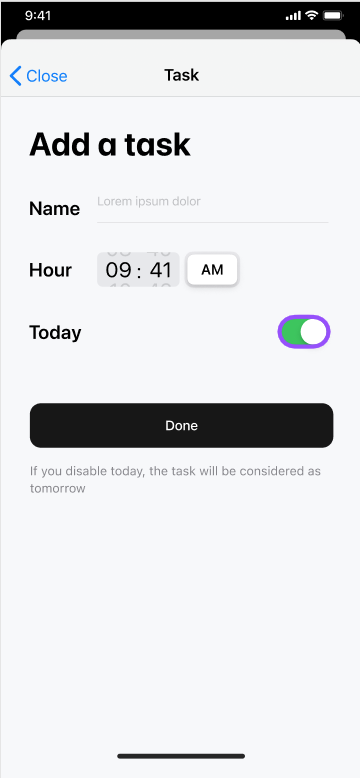 9:41
Close
Task
Add a task
Name
Lorem ipsum dolor
Hour
09 : 41
AM
Today
Done
If you disable today, the task will be considered as
tomorrow